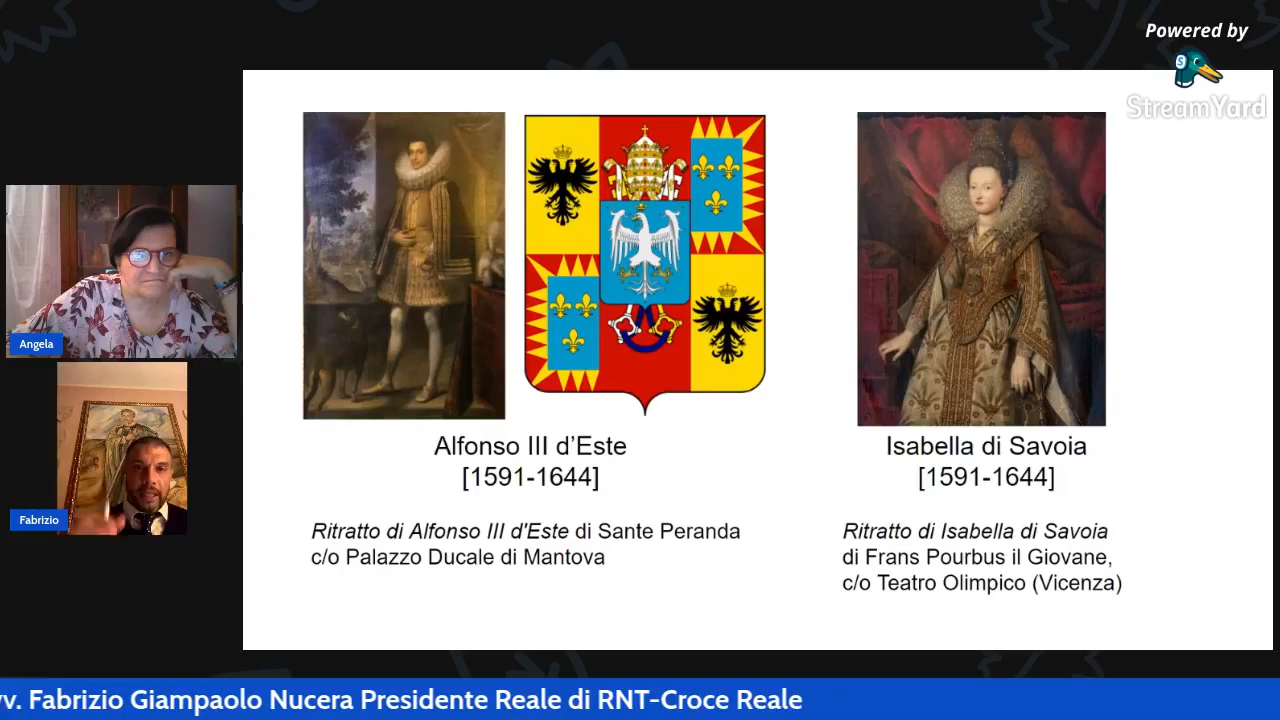 Powered by
S
StreamYard
Angela
Fabrizio
Alfonso III d'Este
[1591-1644]
Isabella di Savoia
[1591-1644]
Ritratto di Alfonso III d'Este di Sante Peranda
c/o Palazzo Ducale di Mantova
Ritratto di Isabella di Savoia
di Frans Pourbus il Giovane,
c/o Teatro Olimpico (Vicenza)
vv. Fabrizio Giampaolo Nucera Presidente Reale di RNT-Croce Reale